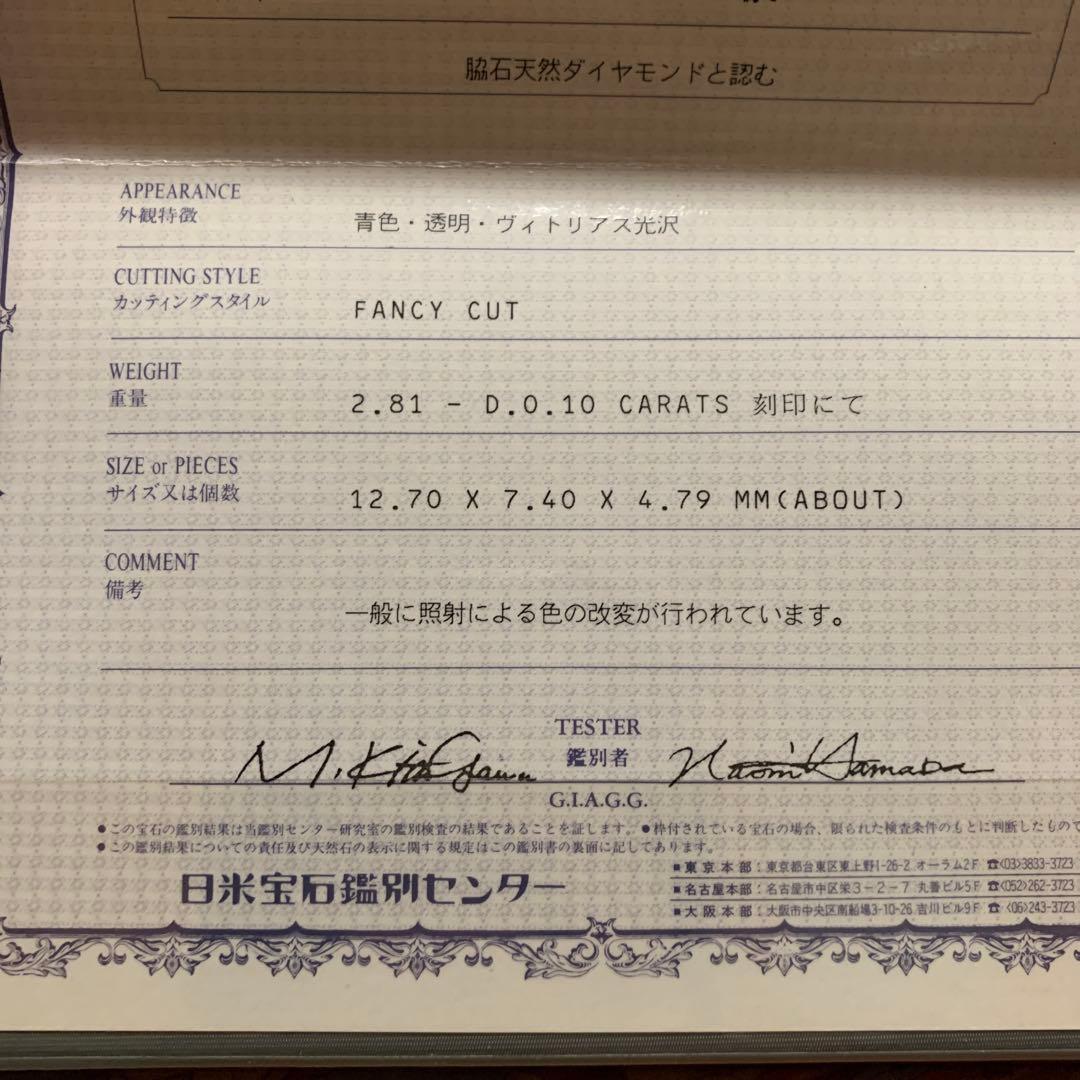 脇石天然ダイヤモンドと認む
APPEARANCE
外観特徴
青色・透明・ヴィトリアス光沢
CUTTING STYLE
カッティングスタイル
FANCY CUT
WEIGHT
重量
2.81 - D.0.10 CARATS 刻印にて
SIZE or PIECES
サイズ又は個数
12.70 X 7.40 X 4.79 MM(ABOUT)
COMMENT
備考
一般に照射による色の改変が行われています。
TESTER
鑑別者
G.I.A.G.G.
●この宝石の鑑別結果は当鑑別センター研究室の鑑別検査の結果であることを証します。●枠付されている宝石の場合、限られた検査条件のもとに判断したもので
●この鑑別結果についての責任及び天然石の表示に関する規定はこの鑑別書の裏面に記してあります。
日米宝石鑑別センター
■東京本部：東京都台東区東上野1-26-2 オーラム2F ☎(03)3833-3723
■名古屋本部：名古屋市中区栄3-2-7 丸善ビル5F ☎(052)262-3723
■大阪本部：大阪市中央区南船場3-10-26 吉川ビル9F ☎(06)243-3723